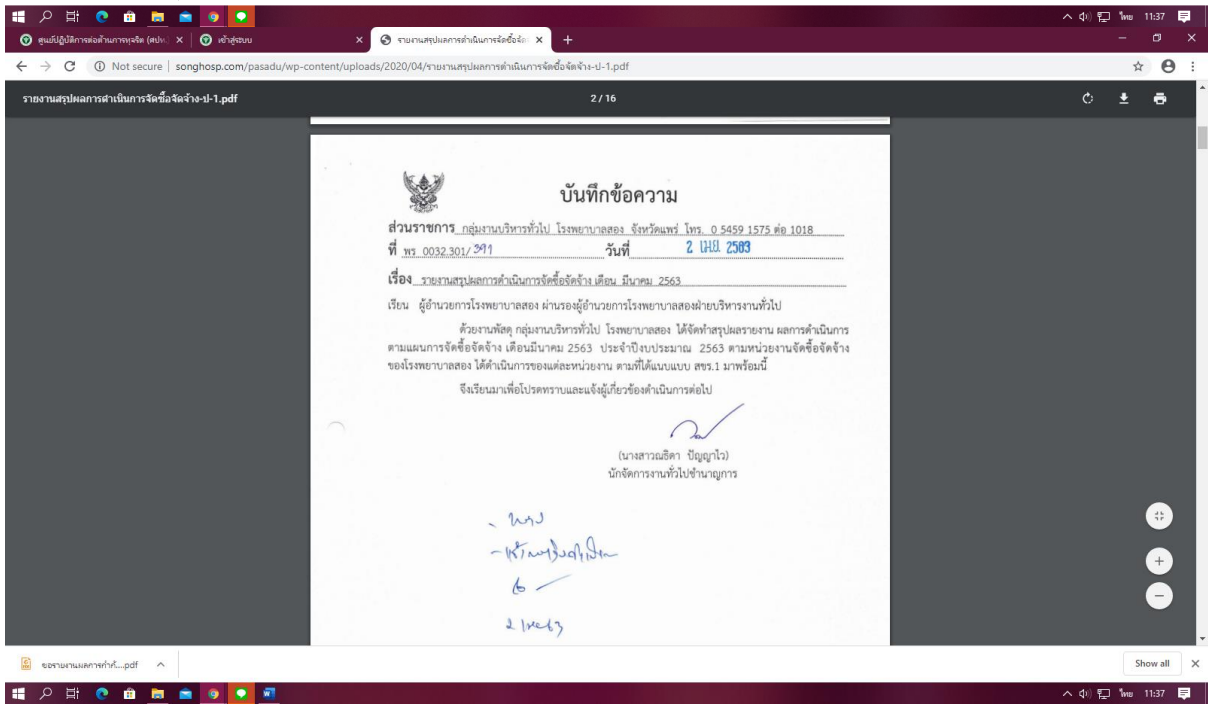 ไทย 11:37
ศูนย์ปฏิบัติการต่อต้านการทุจริต (ศปท.
เข้าสู่ระบบ
รายงานสรุปผลการดำเนินการจัดซื้อจัด
Not secure | songhosp.com/pasadu/wp-content/uploads/2020/04/รายงานสรุปผลการดำเนินการจัดซื้อจัดจ้าง-ป-1.pdf
รายงานสรุปผลการดำเนินการจัดซื้อจัดจ้าง-ป-1.pdf 2 / 16
บันทึกข้อความ
ส่วนราชการ กลุ่มงานบริหารทั่วไป โรงพยาบาลสอง จังหวัดแพร่ โทร. 0 5459 1575 ต่อ 1018
ที่ พร 0032.301/391 วันที่ 2 เม.ย. 2563
เรื่อง รายงานสรุปผลการดำเนินการจัดซื้อจัดจ้าง เดือน มีนาคม 2563
เรียน ผู้อำนวยการโรงพยาบาลสอง ผ่านรองผู้อำนวยการโรงพยาบาลสองฝ่ายบริหารงานทั่วไป
ด้วยงานพัสดุ กลุ่มงานบริหารทั่วไป โรงพยาบาลสอง ได้จัดทำสรุปผลรายงาน ผลการดำเนินการ
ตามแผนการจัดซื้อจัดจ้าง เดือนมีนาคม 2563 ประจำปีงบประมาณ 2563 ตามหน่วยงานจัดซื้อจัดจ้าง
ของโรงพยาบาลสอง ได้ดำเนินการของแต่ละหน่วยงาน ตามที่ได้แนบแบบ สขร.1 มาพร้อมนี้
จึงเรียนมาเพื่อโปรดทราบและแจ้งผู้เกี่ยวข้องดำเนินการต่อไป
(นางสาวณธิดา ปัญญาไว)
นักจัดการงานทั่วไปชำนาญการ
- ทราบ
ขอรายงานผลการกำกั....pdf
Show all
ไทย 11:37